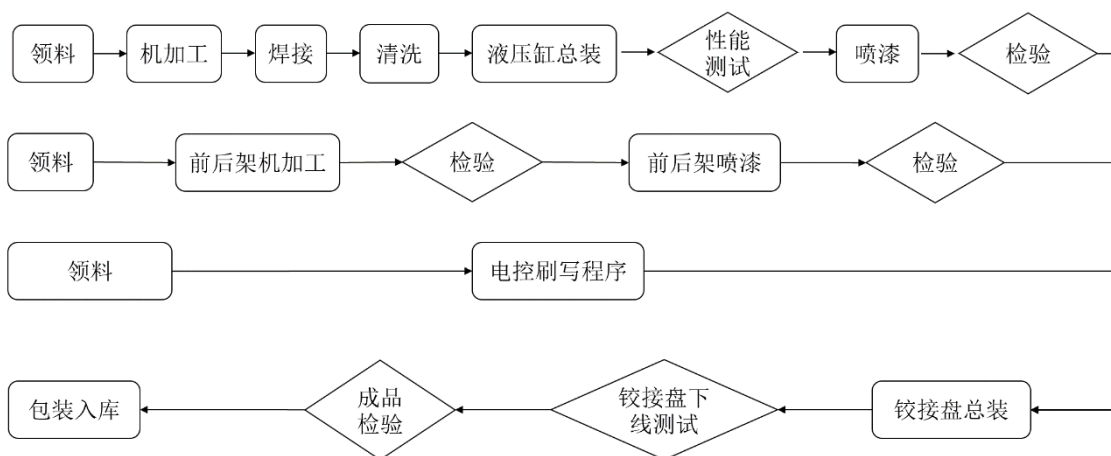 领料
机加工
焊接
清洗
液压缸总装
性能
测试
喷漆
检验
领料
前后架机加工
检验
前后架喷漆
检验
领料
电控刷写程序
包装入库
成品
检验
铰接盘下
线测试
铰接盘总装